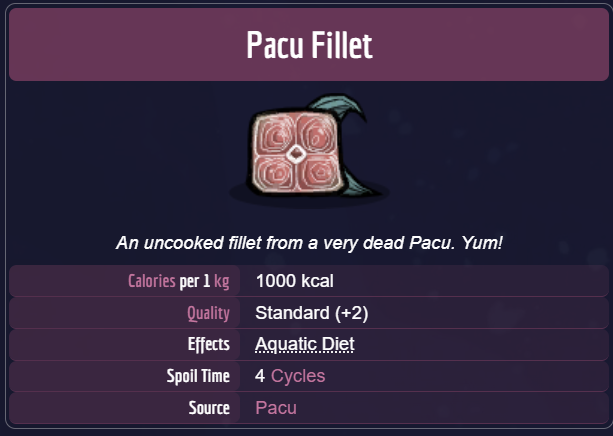 Pacu Fillet
An uncooked fillet from a very dead Pacu. Yum!
Calories per 1 kg 1000 kcal
Quality Standard (+2)
Effects Aquatic Diet
Spoil Time 4 Cycles
Source Pacu